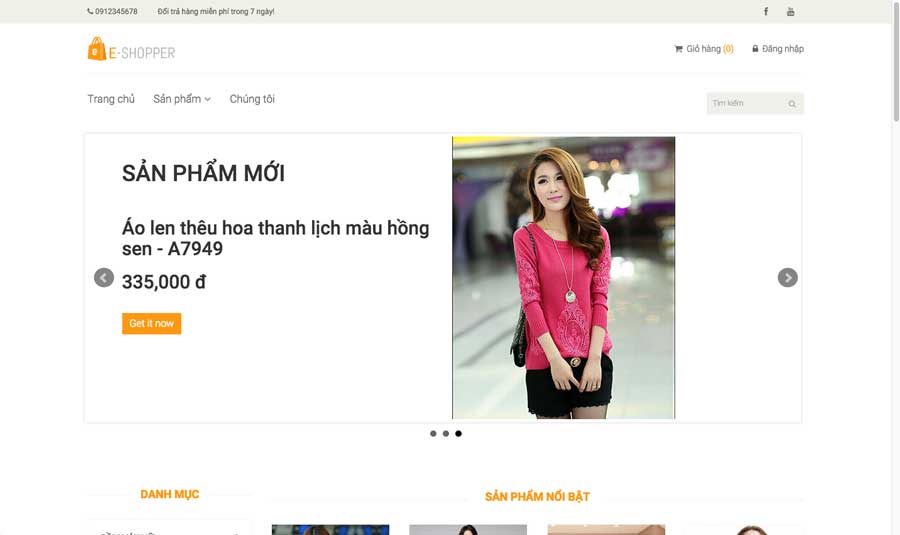 0912345678 Đổi trả hàng miễn phí trong 7 ngày!
e E-SHOPPER
Giỏ hàng (0) Đăng nhập
Trang chủ Sản phẩm Chúng tôi
Tìm kiếm
SẢN PHẨM MỚI
Áo len thêu hoa thanh lịch màu hồng
sen - A7949
335,000 đ
Get it now
DANH MỤC
SẢN PHẨM NỔI BẬT